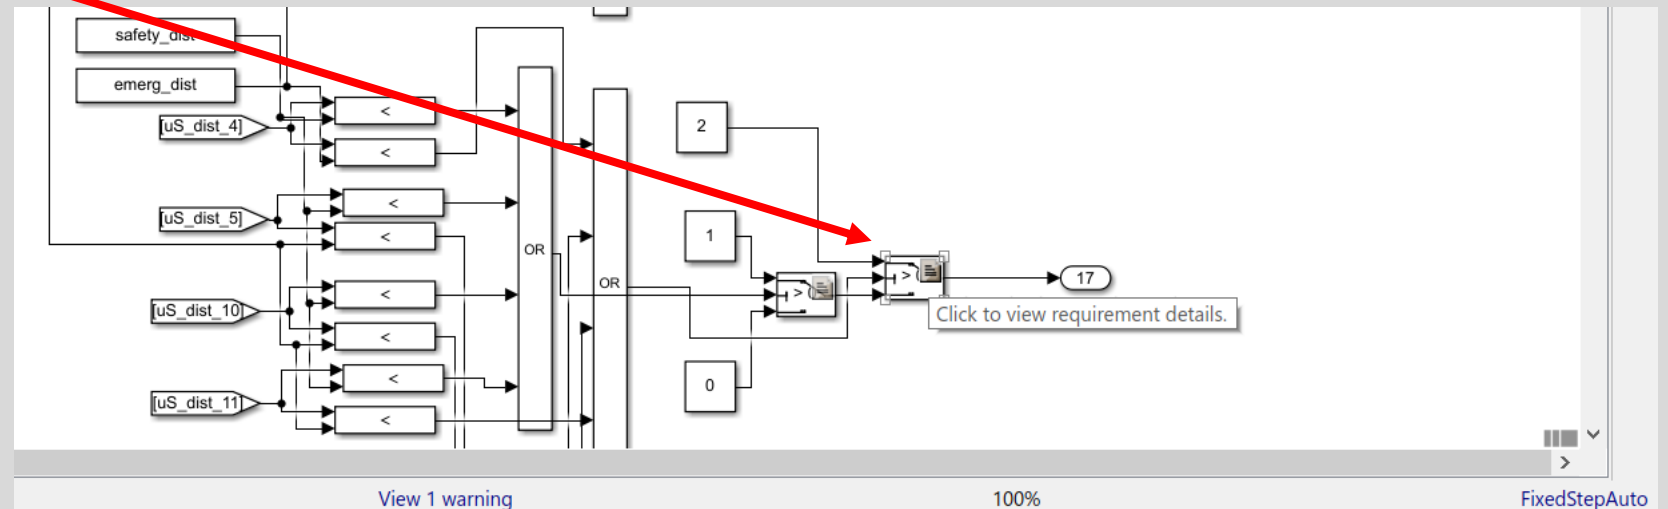 safety_dist
emerg_dist
[uS_dist_4]
<
<
2
[uS_dist_5]
<
<
1
OR
OR
>
17
[uS_dist_10]
<
>
Click to view requirement details.
<
[uS_dist_11]
<
0
<
View 1 warning
100%
FixedStepAuto